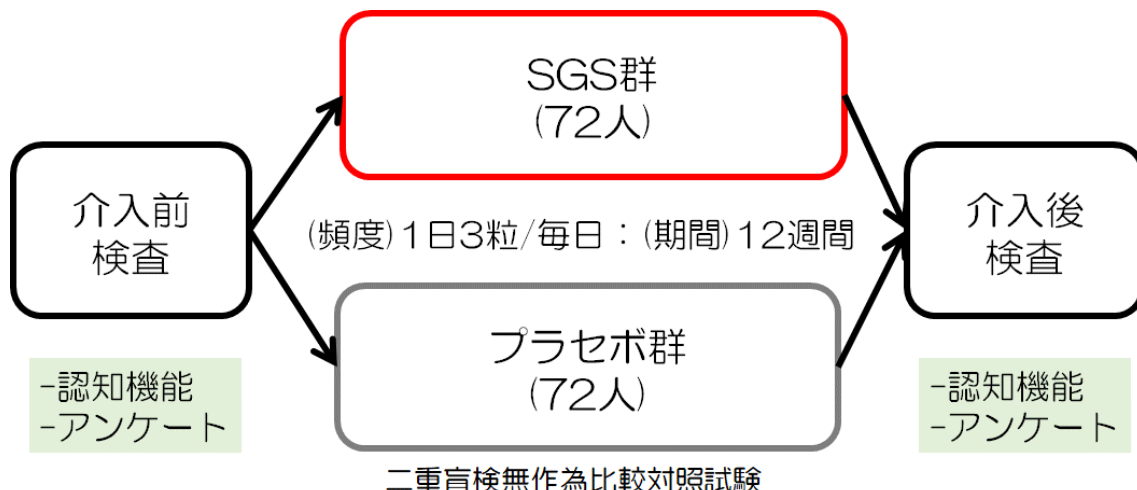 SGS群
(72人)
介入前
検査
(頻度)1日3粒/毎日:(期間)12週間
介入後
検査
プラセボ群
(72人)
-認知機能
-アンケート
-認知機能
-アンケート
二重盲検無作為比較対照試験